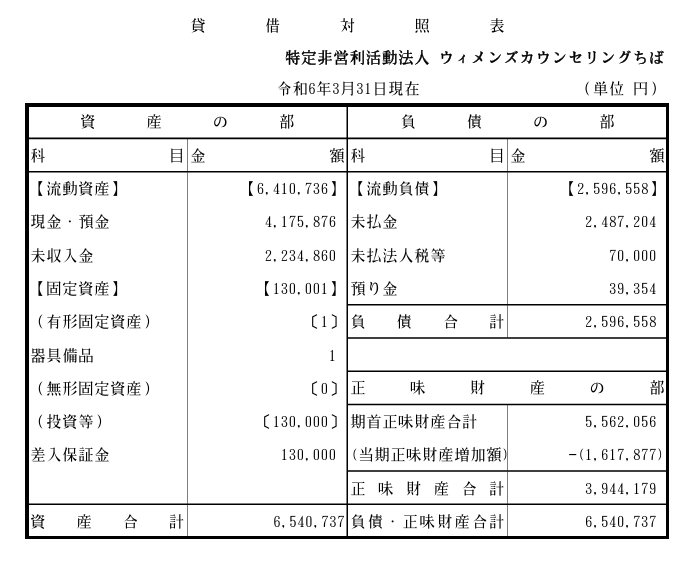 貸借対照表
特定非営利活動法人 ウィメンズカウンセリングちば
令和6年3月31日現在 （単位 円）
資産の部 負債の部
科目 金額 科目 金額
【流動資産】 【6,410,736】 【流動負債】 【2,596,558】
現金・預金 4,175,876 未払金 2,487,204
未収入金 2,234,860 未払法人税等 70,000
【固定資産】 【130,001】 預り金 39,354
（有形固定資産） 〔1〕 負債合計 2,596,558
器具備品 1
（無形固定資産） 〔0〕 正味財産の部
（投資等） 〔130,000〕 期首正味財産合計 5,562,056
差入保証金 130,000 (当期正味財産増加額) −(1,617,877)
正味財産合計 3,944,179
資産合計 6,540,737 負債・正味財産合計 6,540,737